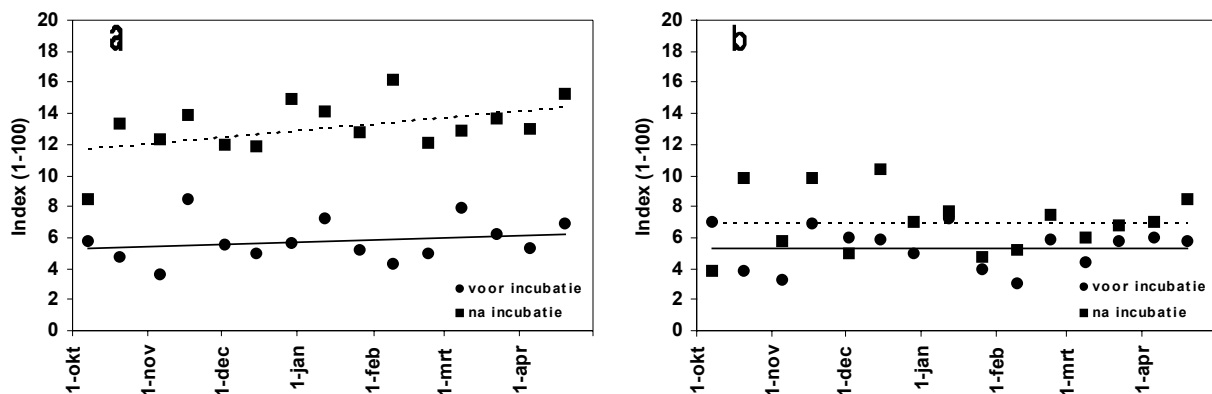 a
Index (1-100)
20
18
16
14
12
10
8
6
4
2
0
voor incubatie
na incubatie
1-okt
1-nov
1-dec
1-jan
1-feb
1-mrt
1-apr
b
Index (1-100)
20
18
16
14
12
10
8
6
4
2
0
voor incubatie
na incubatie
1-okt
1-nov
1-dec
1-jan
1-feb
1-mrt
1-apr